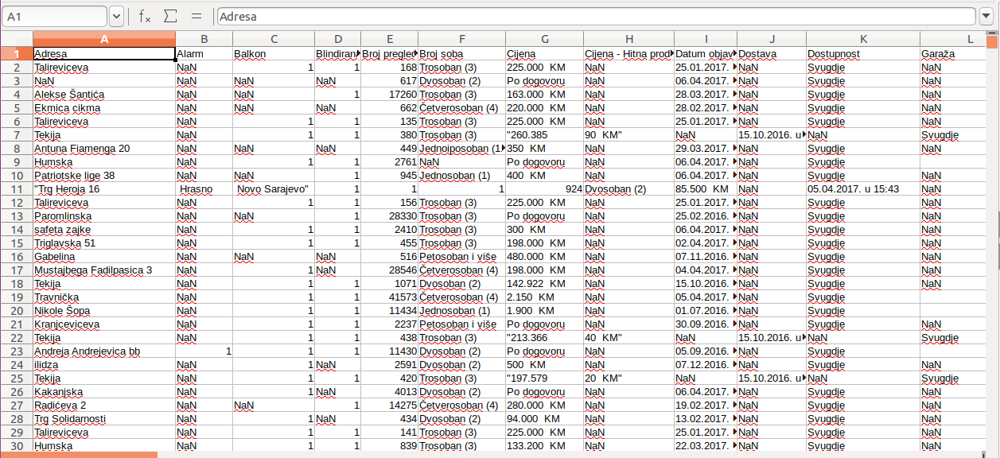 A1 fx Σ = Adresa
A B C D E F G H I J K L
1 Adresa Alarm Balkon Blindirana Broj pregled Broj soba Cijena Cijena - Hitna prod Datum objav Dostava Dostupnost Garaža
2 Talirevićeva NaN 1 1 168 Trosoban (3) 225.000 KM NaN 25.01.2017. NaN Svugdje NaN
3 NaN NaN NaN NaN 617 Dvosoban (2) Po dogovoru NaN 06.04.2017. NaN Svugdje NaN
4 Alekse Šantića NaN NaN 1 17260 Trosoban (3) 163.000 KM NaN 28.03.2017. NaN Svugdje NaN
5 Ekmica cikma NaN NaN NaN 662 Četverosoban (4) 220.000 KM NaN 28.02.2017. NaN Svugdje NaN
6 Talirevićeva NaN 1 1 135 Trosoban (3) 225.000 KM NaN 25.01.2017. NaN Svugdje NaN
7 Tekija NaN 1 1 380 Trosoban (3) "260.385 90 KM" NaN 15.10.2016. u NaN Svugdje
8 Antuna Fiamenga 20 NaN NaN NaN 449 Jednoiposoban (1. 350 KM NaN 29.03.2017. NaN Svugdje NaN
9 Humska NaN 1 1 2761 NaN Po dogovoru NaN 06.04.2017. NaN Svugdje
10 Patriotske lige 38 NaN NaN 1 945 Jednosoban (1) 400 KM NaN 06.04.2017. NaN Svugdje NaN
11 "Trg Heroja 16 Hrasno Novo Sarajevo" 1 1 1 924 Dvosoban (2) 85.500 KM NaN 05.04.2017. u 15:43 NaN
12 Talirevićeva NaN 1 1 156 Trosoban (3) 225.000 KM NaN 25.01.2017. NaN Svugdje NaN
13 Paromlinska NaN NaN 1 28330 Trosoban (3) Po dogovoru NaN 25.02.2016. NaN Svugdje NaN
14 safeta zajke NaN 1 1 2410 Trosoban (3) 300 KM NaN 06.04.2017. NaN Svugdje NaN
15 Triglavska 51 NaN 1 1 455 Trosoban (3) 198.000 KM NaN 02.04.2017. NaN Svugdje NaN
16 Gabelina NaN NaN NaN 516 Petosoban i više 480.000 KM NaN 07.11.2016. NaN Svugdje NaN
17 Mustajbega Fadilpasica 3 NaN 1 NaN 28546 Četverosoban (4) 198.000 KM NaN 04.04.2017. NaN Svugdje NaN
18 Tekija NaN 1 1 1071 Dvosoban (2) 142.922 KM NaN 15.10.2016. NaN Svugdje NaN
19 Travnička NaN 1 1 41573 Četverosoban (4) 2.150 KM NaN 05.04.2017. NaN Svugdje
20 Nikole Šopa NaN 1 1 11434 Jednosoban (1) 1.900 KM NaN 01.07.2016. NaN Svugdje
21 Kranjcevićeva NaN 1 1 2237 Petosoban i više Po dogovoru NaN 30.09.2016. NaN Svugdje NaN
22 Tekija NaN 1 1 438 Trosoban (3) "213.366 40 KM" NaN 15.10.2016. u NaN Svugdje
23 Andreja Andrejevica bb 1 1 1 11430 Dvosoban (2) Po dogovoru NaN 05.09.2016. NaN Svugdje
24 ilidza NaN 1 NaN 2591 Dvosoban (2) 500 KM NaN 07.12.2016. NaN Svugdje NaN
25 Tekija NaN 1 1 420 Trosoban (3) "197.579 20 KM" NaN 15.10.2016. u NaN Svugdje
26 Kakanjska NaN 1 NaN 4013 Dvosoban (2) Po dogovoru NaN 06.04.2017. NaN Svugdje NaN
27 Radićeva 2 NaN NaN 1 14275 Četverosoban (4) 280.000 KM NaN 19.02.2017. NaN Svugdje NaN
28 Trg Solidarnosti NaN 1 NaN 434 Dvosoban (2) 94.000 KM NaN 13.02.2017. NaN Svugdje NaN
29 Talirevićeva NaN 1 1 141 Trosoban (3) 225.000 KM NaN 25.01.2017. NaN Svugdje NaN
30 Humska NaN 1 1 839 Trosoban (3) 133.200 KM NaN 22.03.2017. NaN Svugdje NaN